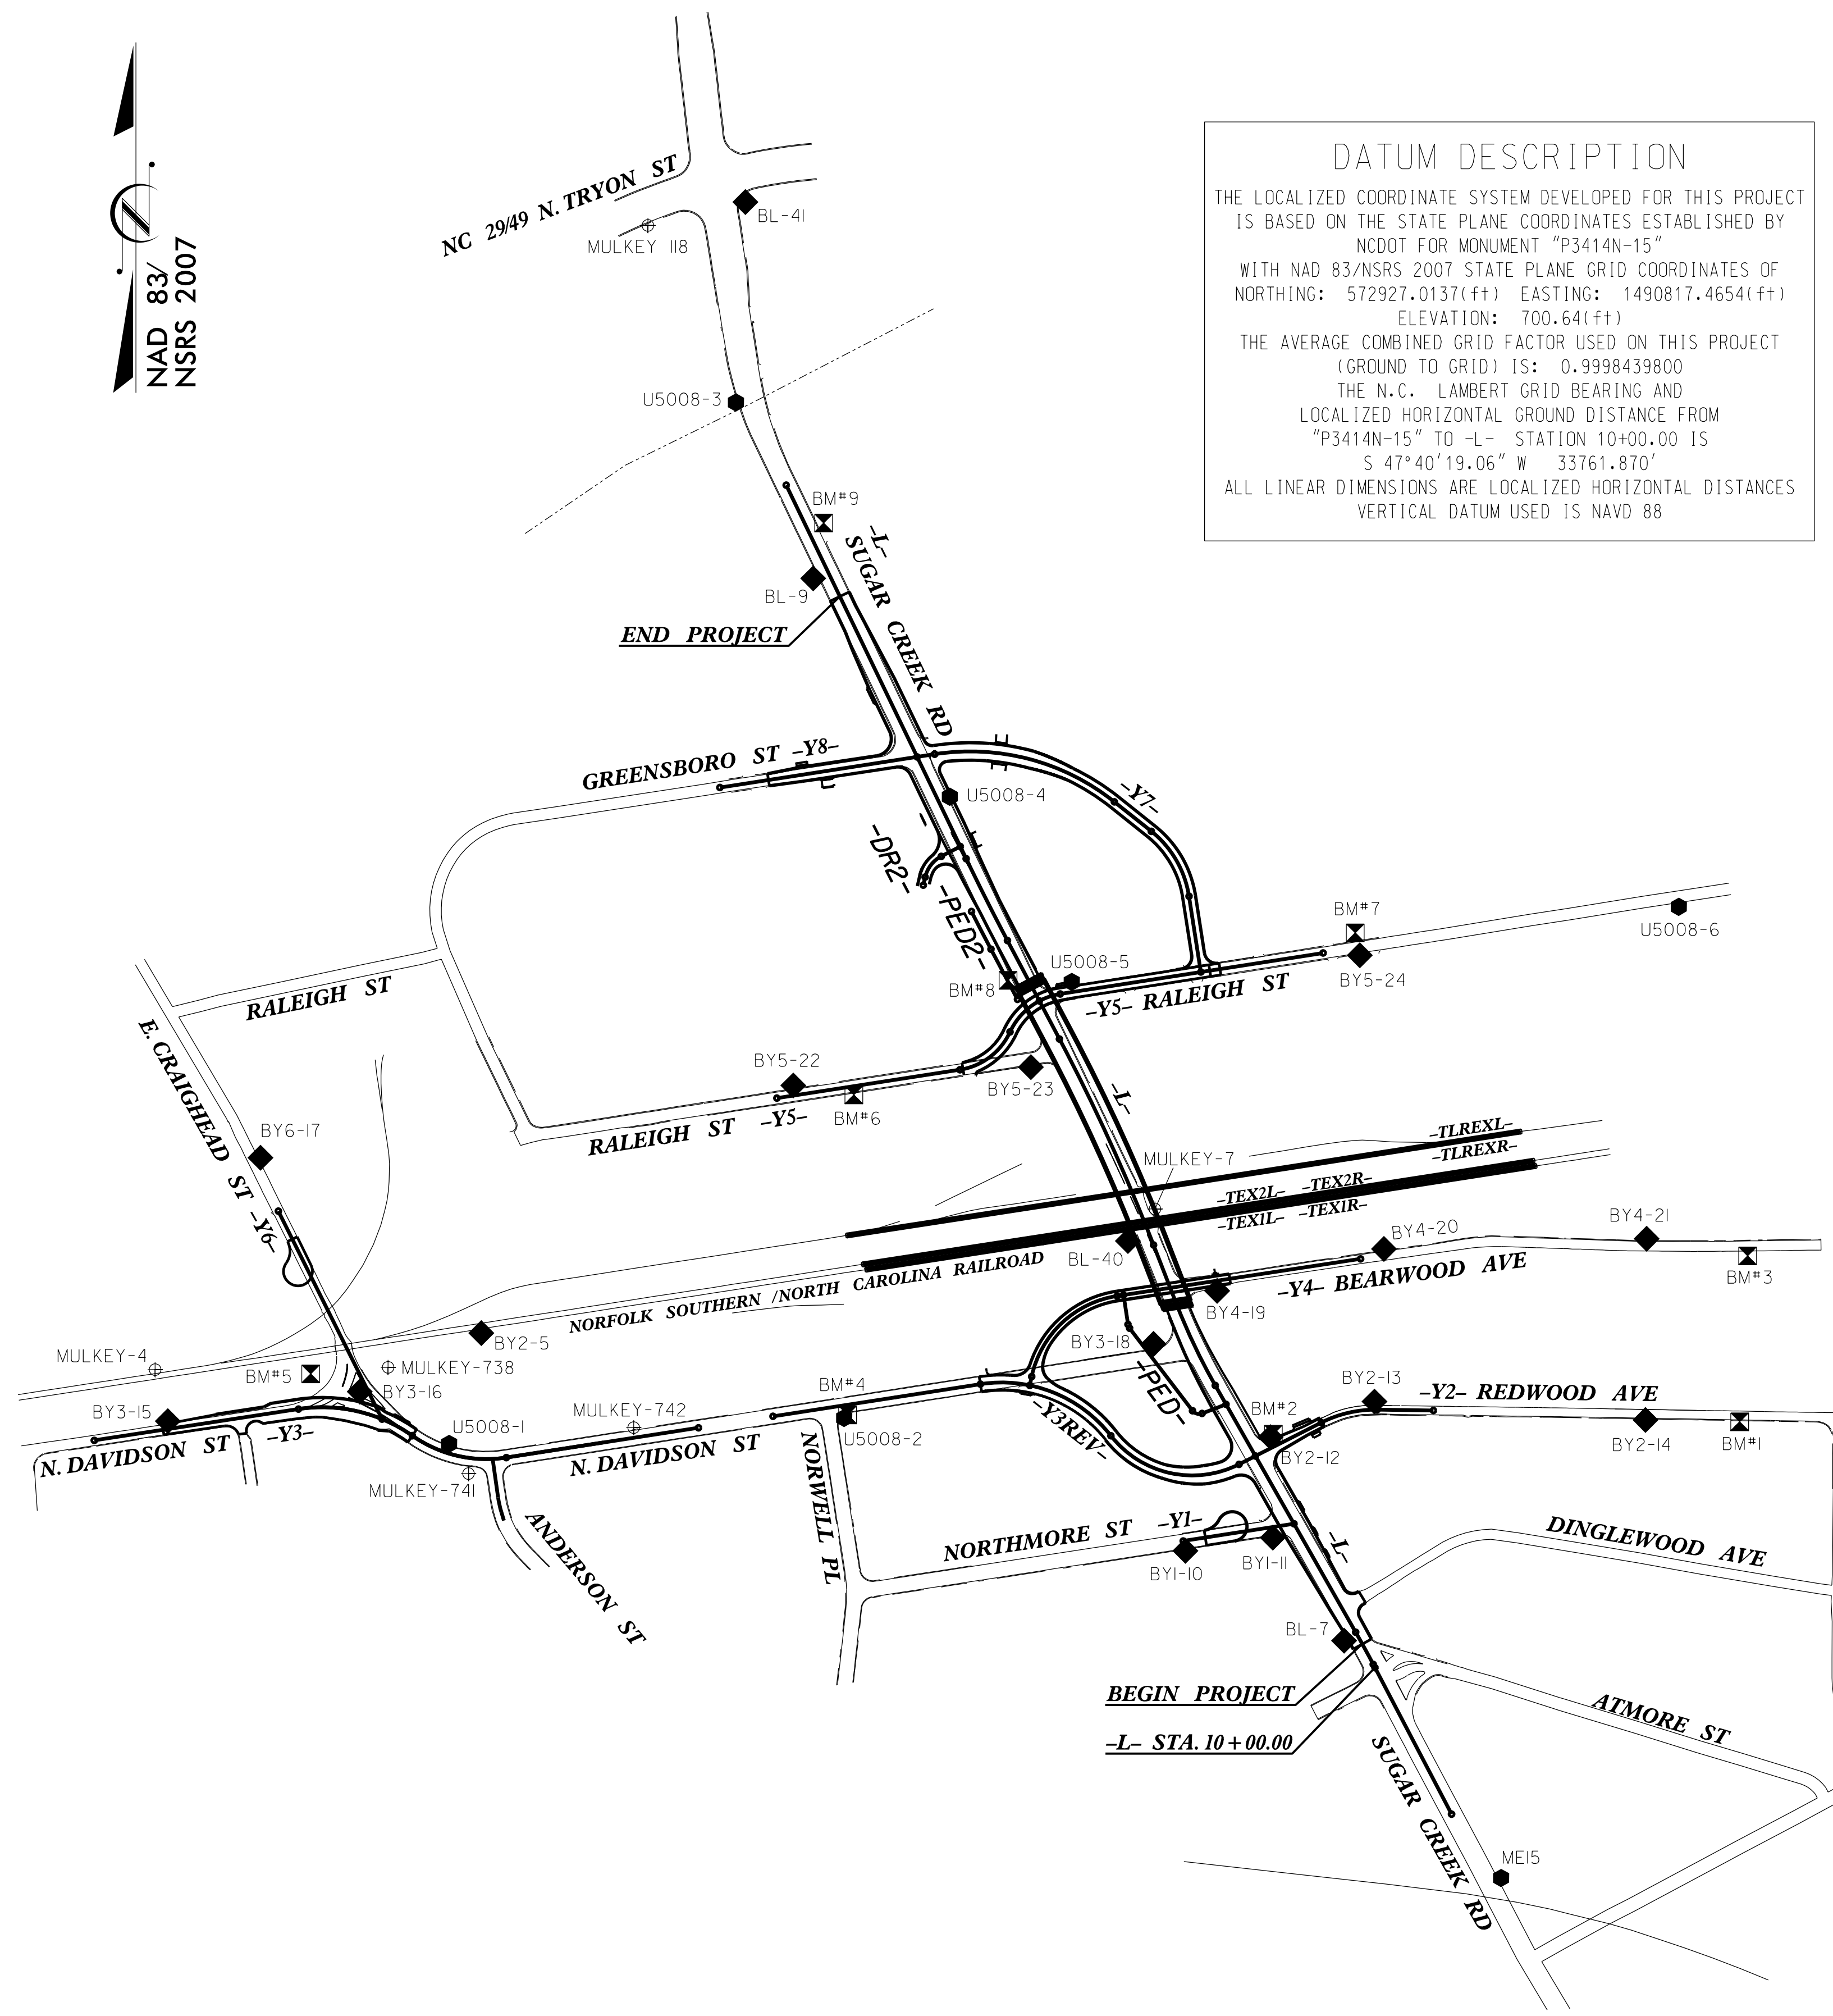 NAD 83/
NSRS 2007
NC 29/49 N. TRYON ST
MULKEY 118
BL-41
DATUM DESCRIPTION
THE LOCALIZED COORDINATE SYSTEM DEVELOPED FOR THIS PROJECT
IS BASED ON THE STATE PLANE COORDINATES ESTABLISHED BY
NCDOT FOR MONUMENT "P3414N-15"
WITH NAD 83/NSRS 2007 STATE PLANE GRID COORDINATES OF
NORTHING: 572927.0137(ft) EASTING: 1490817.4654(ft)
ELEVATION: 700.64(ft)
THE AVERAGE COMBINED GRID FACTOR USED ON THIS PROJECT
(GROUND TO GRID) IS: 0.9998439800
THE N.C. LAMBERT GRID BEARING AND
LOCALIZED HORIZONTAL GROUND DISTANCE FROM
"P3414N-15" TO -L- STATION 10+00.00 IS
S 47°40'19.06" W 33761.870'
ALL LINEAR DIMENSIONS ARE LOCALIZED HORIZONTAL DISTANCES
VERTICAL DATUM USED IS NAVD 88
U5008-3
BM#9
-L-
SUGAR CREEK RD
BL-9
END PROJECT
GREENSBORO ST -Y8-
U5008-4
-Y7-
-DR2-
-PED2-
BM#7
U5008-6
BY5-24
U5008-5
BM#8
-Y5- RALEIGH ST
RALEIGH ST
E. CRAIGHEAD ST -Y6-
BY5-22
BY5-23
BM#6
RALEIGH ST -Y5-
-L-
BY6-17
MULKEY-7
-TLREXL-
-TLREXR-
-TEX2L- -TEX2R-
-TEX1L- -TEX1R-
BL-40
BY4-20
BY4-21
BM#3
-Y4- BEARWOOD AVE
BY4-19
NORFOLK SOUTHERN /NORTH CAROLINA RAILROAD
BY2-5
MULKEY-4
BM#5
MULKEY-738
BY3-16
BY3-18
-PED-
BM#4
BY2-13
-Y2- REDWOOD AVE
BY3-15
U5008-1
MULKEY-742
U5008-2
-Y3REV-
BM#2
BY2-12
BY2-14
BM#1
N. DAVIDSON ST
-Y3-
N. DAVIDSON ST
MULKEY-741
NORWELL PL
ANDERSON ST
NORTHMORE ST -Y1-
BY1-10
BY1-11
-L-
DINGLEWOOD AVE
BL-7
BEGIN PROJECT
-L- STA. 10+00.00
ATMORE ST
SUGAR CREEK RD
ME15